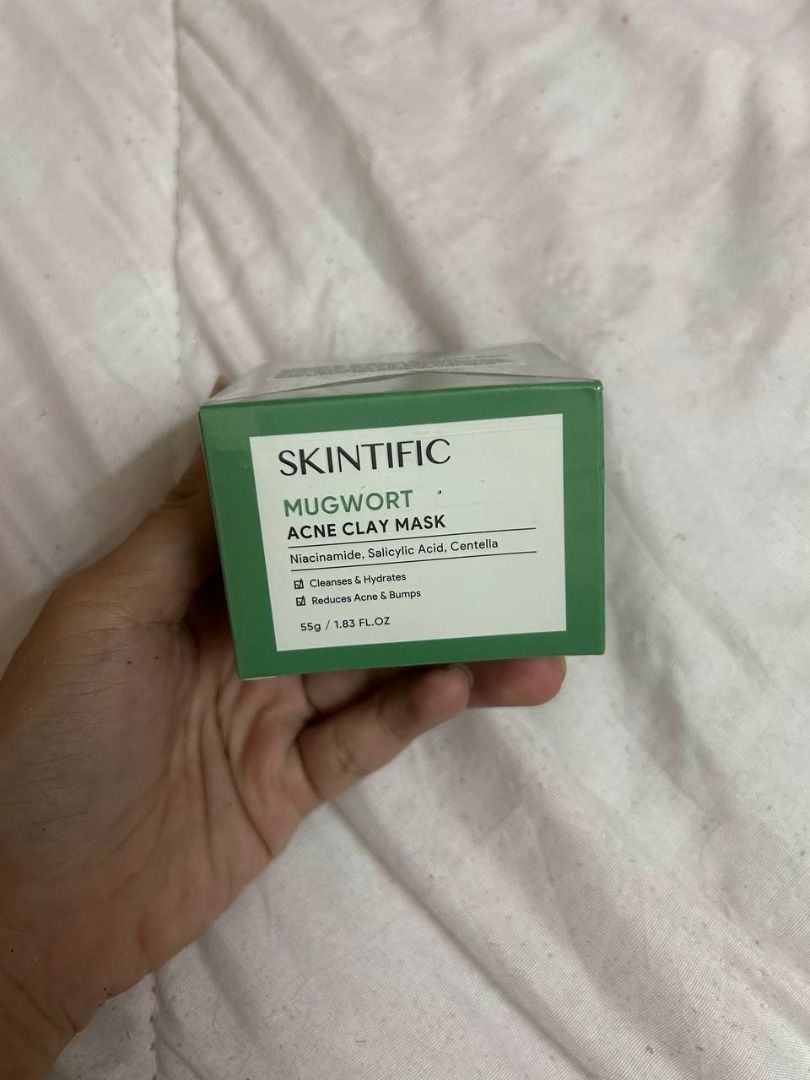 SKINTIFIC
MUGWORT
ACNE CLAY MASK
Niacinamide, Salicylic Acid, Centella
Cleanses & Hydrates
Reduces Acne & Bumps
55g / 1.83 FL.OZ